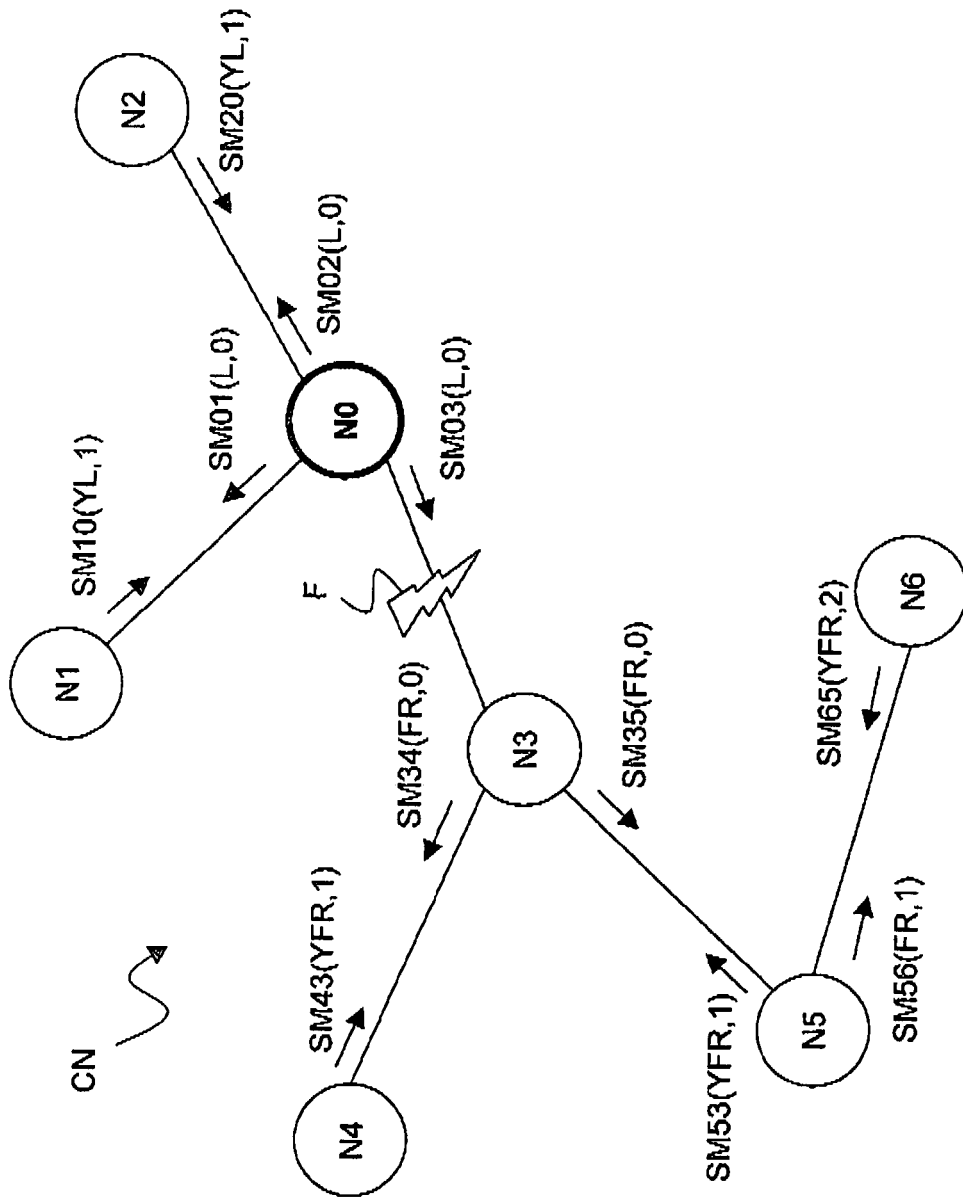 CN
N4
SM43(YFR,1)
SM34(FR,0)
N1
SM10(YL,1)
SM01(L,0)
F
N0
N2
SM20(YL,1)
SM02(L,0)
SM03(L,0)
N3
SM35(FR,0)
SM53(YFR,1)
N5
SM56(FR,1)
SM65(YFR,2)
N6